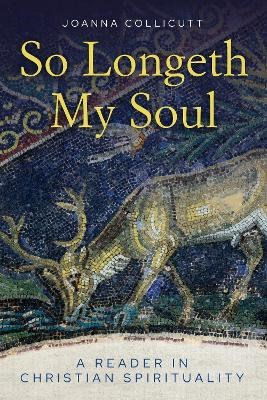 JOANNA COLLICUTT
So Longeth
My Soul
A READER IN
CHRISTIAN SPIRITUALITY